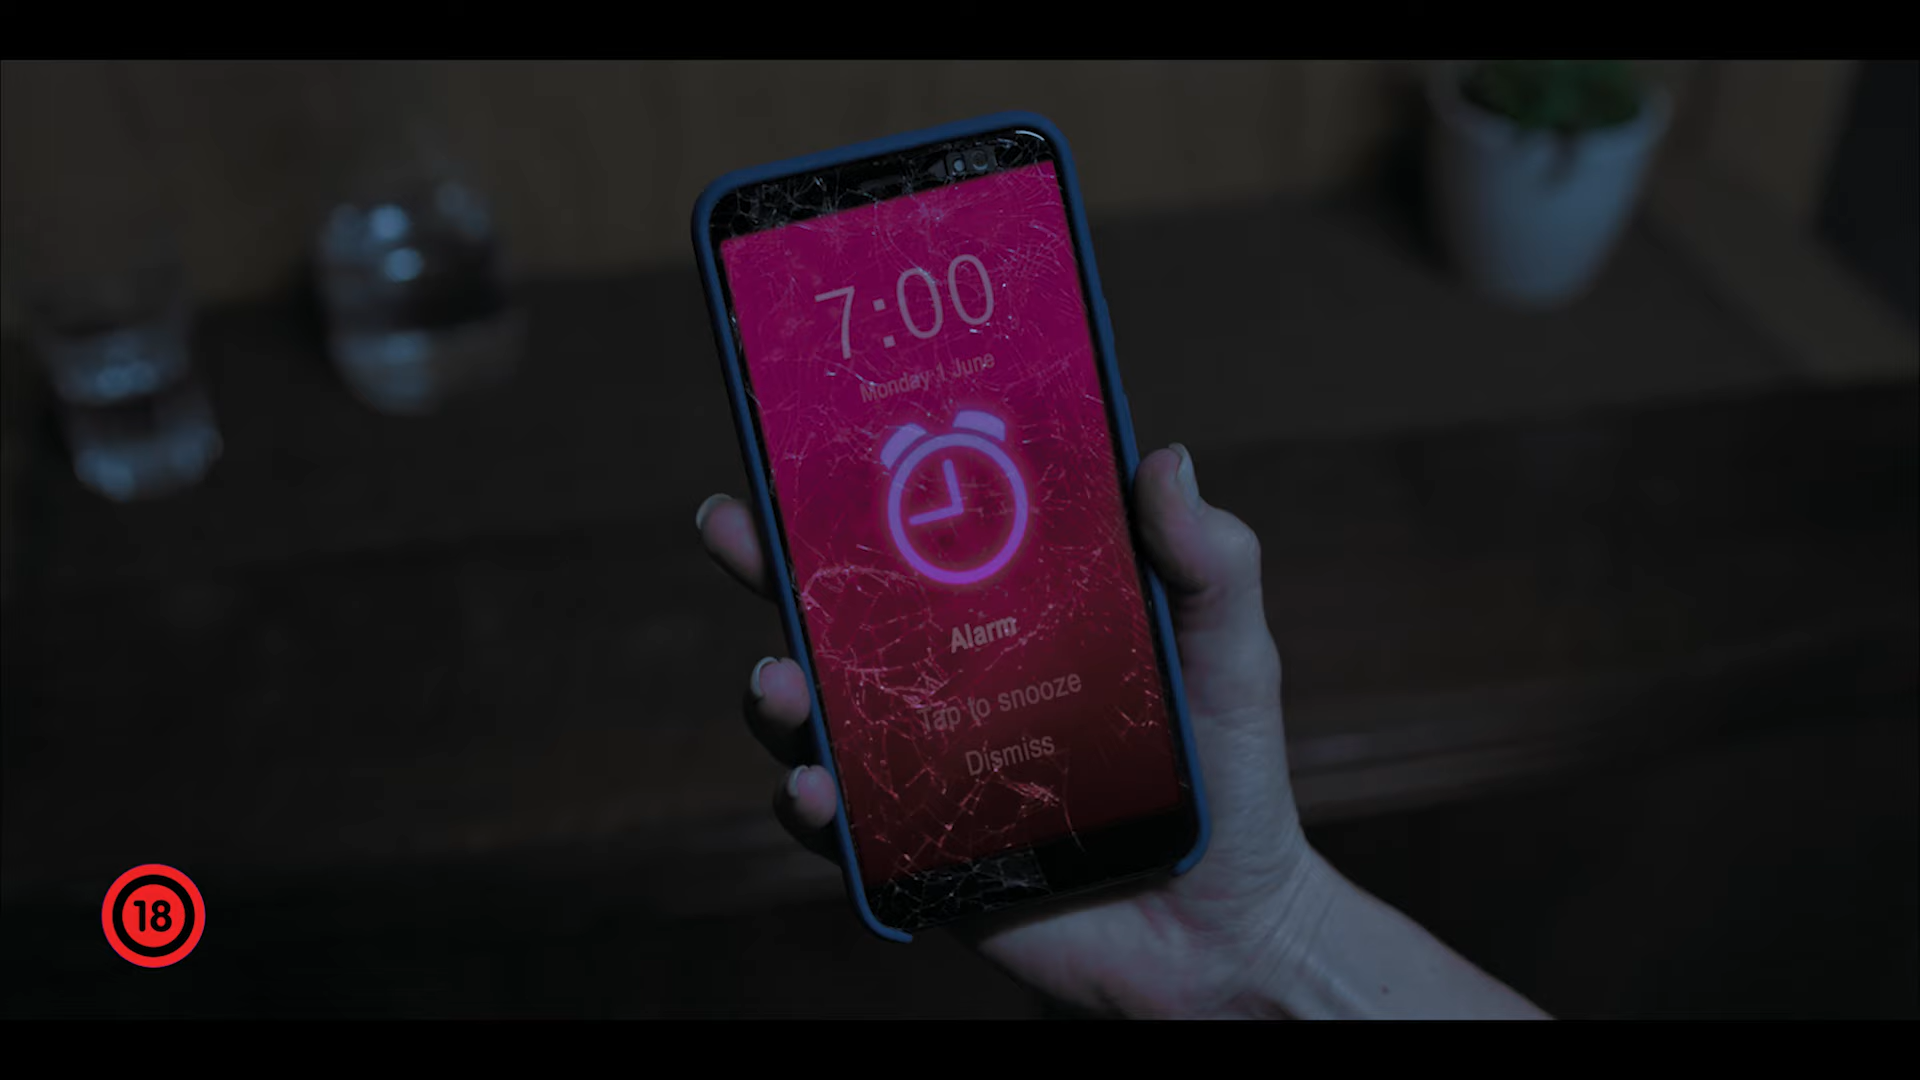 7:00
Monday 1 June
Alarm
Tap to snooze
Dismiss
18